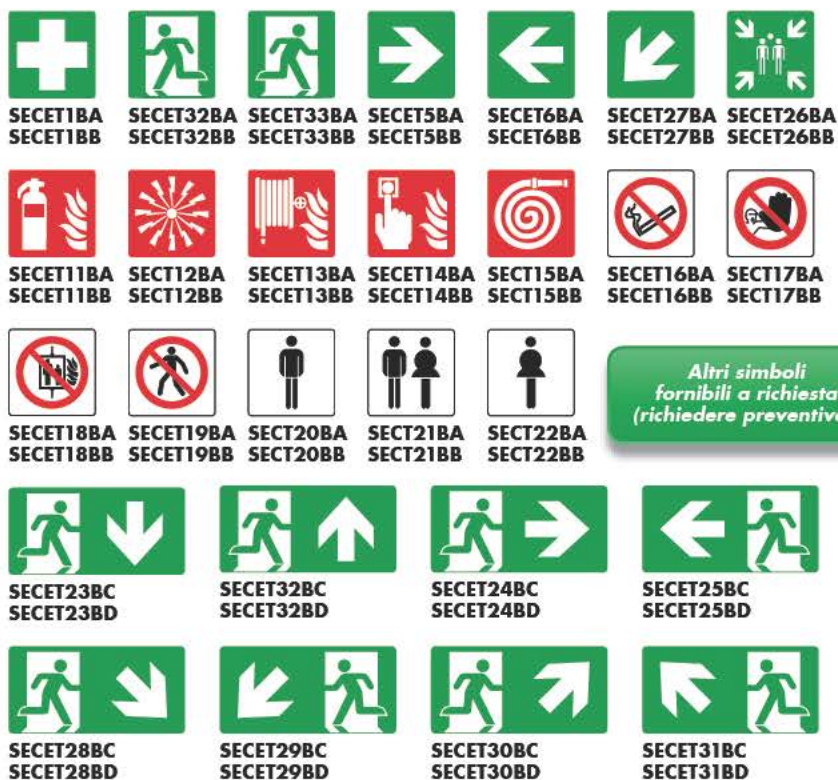 SECET1BA SECET32BA SECET33BA SECET5BA SECET6BA SECET27BA SECET26BA
SECET1BB SECET32BB SECET33BB SECET5BB SECET6BB SECET27BB SECET26BB
SECET11BA SECT12BA SECET13BA SECET14BA SECT15BA SECET16BA SECT17BA
SECET11BB SECT12BB SECET13BB SECET14BB SECT15BB SECET16BB SECT17BB
Altri simboli
fornibili a richiesta
(richiedere
SECET18BA SECET19BA SECT20BA SECT21BA SECT22BA
SECET18BB SECET19BB SECT20BB SECT21BB SECT22BB
SECET23BC SECET32BC SECET24BC SECET25BC
SECET23BD SECET32BD SECET24BD SECET25BD
SECET28BC SECET29BC SECET30BC SECET31BC
SECET28BD SECET29BD SECET30BD SECET31BD